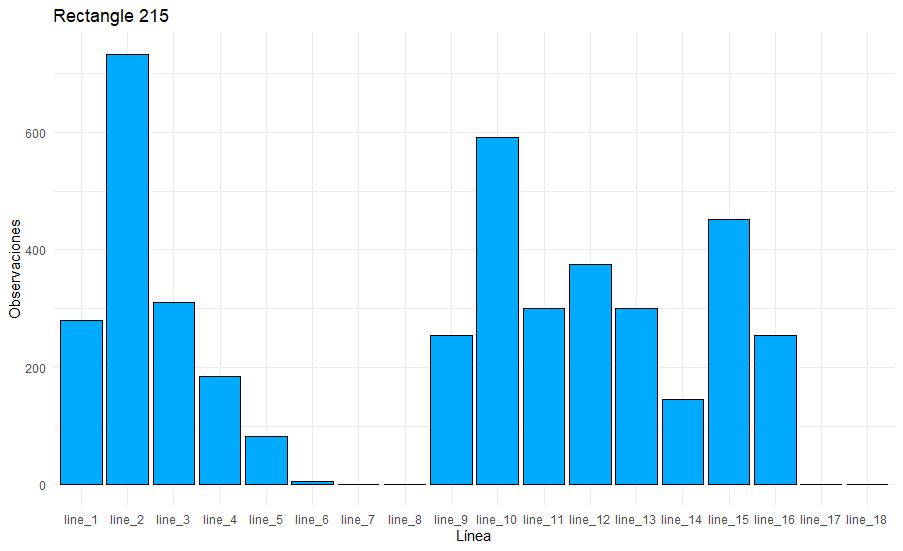 Rectangle 215
Observaciones
600
400
200
0
line_1 line_2 line_3 line_4 line_5 line_6 line_7 line_8 line_9 line_10 line_11 line_12 line_13 line_14 line_15 line_16 line_17 line_18
Línea